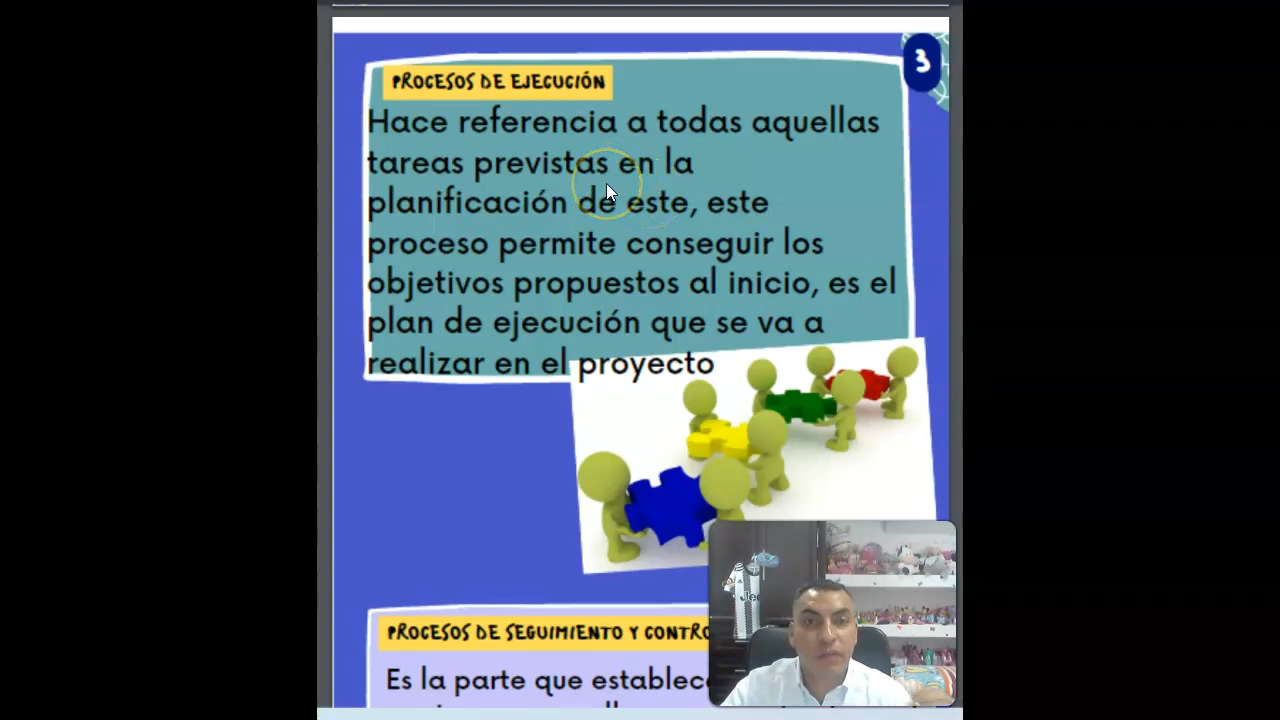 3
PROCESOS DE EJECUCIÓN
Hace referencia a todas aquellas
tareas previstas en la
planificación de este, este
proceso permite conseguir los
objetivos propuestos al inicio, es el
plan de ejecución que se va a
realizar en el proyecto
PROCESOS DE SEGUIMIENTO Y CONTRO
Es la parte que establec
Jee